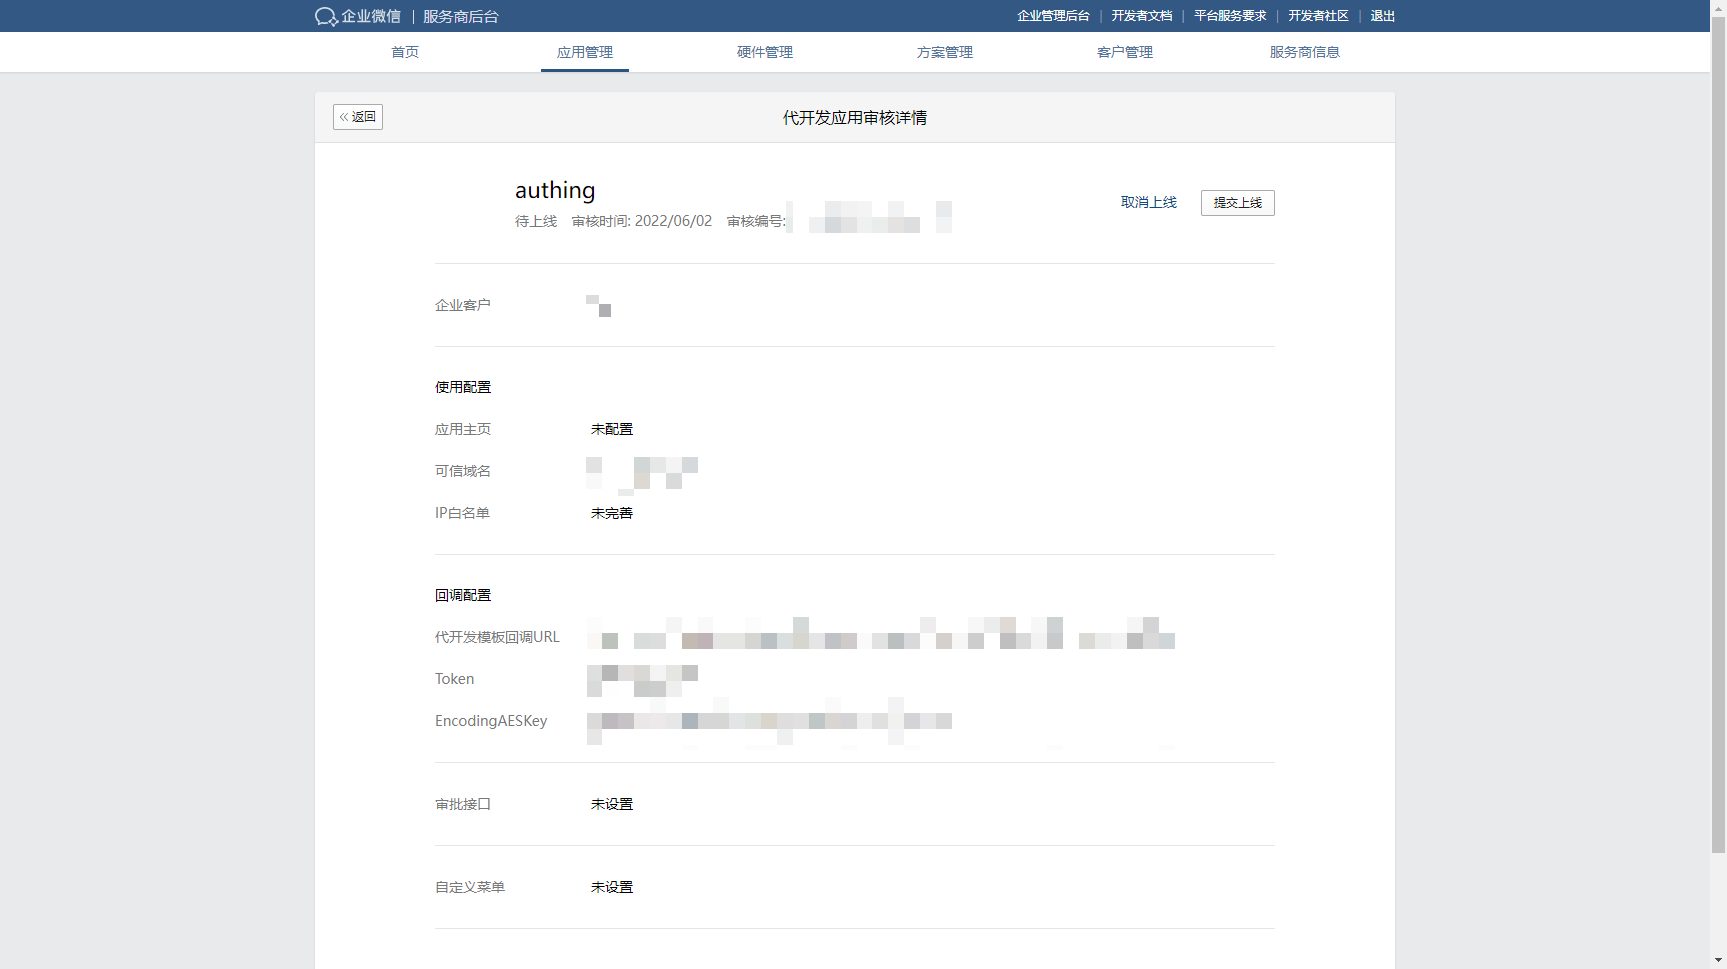 企业微信 | 服务商后台
企业管理后台 | 开发者文档 | 平台服务要求 | 开发者社区 | 退出
首页 应用管理 硬件管理 方案管理 客户管理 服务商信息
« 返回 代开发应用审核详情
authing
待上线 审核时间: 2022/06/02 审核编号:
取消上线 提交上线
企业客户
使用配置
应用主页 未配置
可信域名
IP白名单 未完善
回调配置
代开发模板回调URL
Token
EncodingAESKey
审批接口 未设置
自定义菜单 未设置